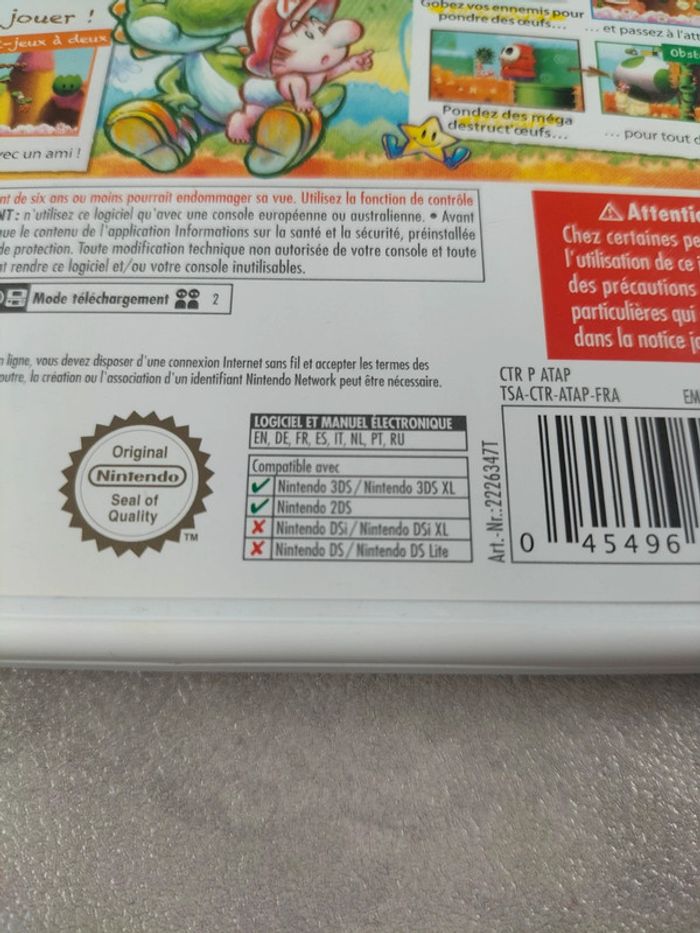 jouer !
-jeux à deux
avec un ami !
Gobez vos ennemis pour
pondre des œufs...
... et passez à l'att
Obst
Pondez des méga
destruct'œufs...
... pour tout d
nt de six ans ou moins pourrait endommager sa vue. Utilisez la fonction de contrôle
NT : n'utilisez ce logiciel qu'avec une console européenne ou australienne. • Avant
que le contenu de l'application Informations sur la santé et la sécurité, préinstallée
de protection. Toute modification technique non autorisée de votre console et toute
t rendre ce logiciel et/ou votre console inutilisables.
Attentio
Chez certaines pe
l'utilisation de ce
des précautions
particulières qui
dans la notice jo
Mode téléchargement 2
n ligne, vous devez disposer d'une connexion Internet sans fil et accepter les termes des
outre, la création ou l'association d'un identifiant Nintendo Network peut être nécessaire.
CTR P ATAP
TSA-CTR-ATAP-FRA
EM
Original
Nintendo
Seal of
Quality
TM
LOGICIEL ET MANUEL ÉLECTRONIQUE
EN, DE, FR, ES, IT, NL, PT, RU
Compatible avec
Nintendo 3DS / Nintendo 3DS XL
Nintendo 2DS
Nintendo DSi / Nintendo DSi XL
Nintendo DS / Nintendo DS Lite
Art.-Nr.:2226347T
0 45496